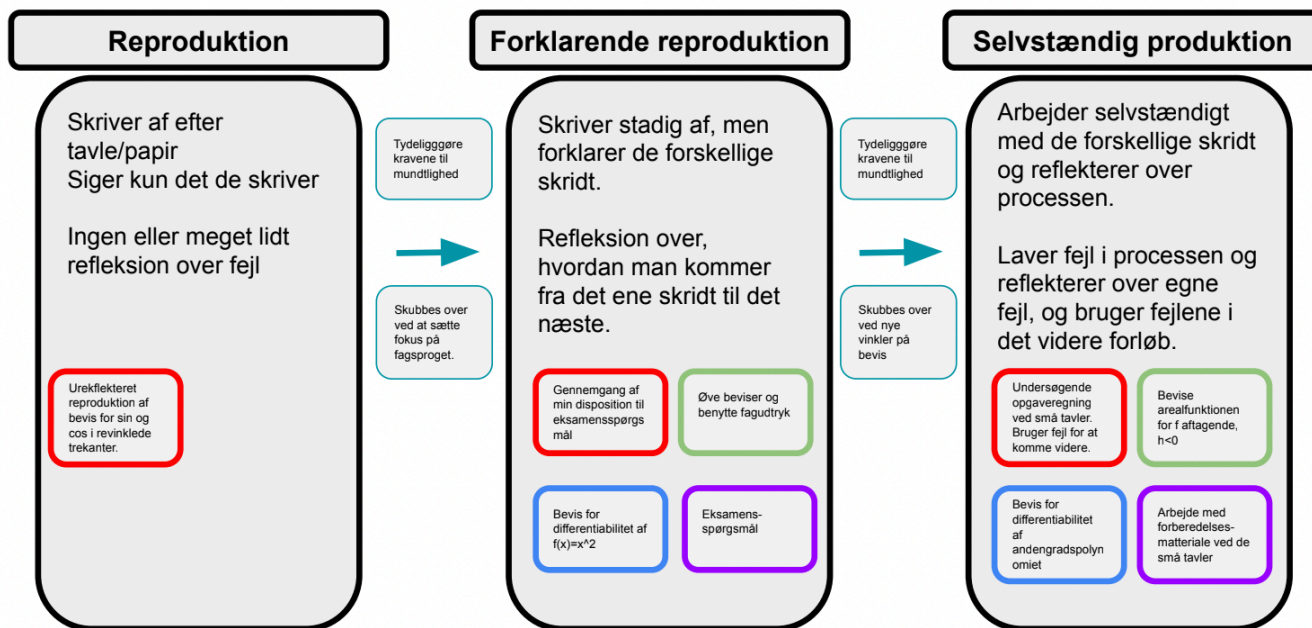 Reproduktion
Skriver af efter
tavle/papir
Siger kun det de skriver
Ingen eller meget lidt
refleksion over fejl
Urekflekteret
reproduktion af
bevis for sin og
cos i revinklede
trekanter.
Tydeligggøre
kravene til
mundtlighed
Skubbes over
ved at sætte
fokus på
fagsproget.
Forklarende reproduktion
Skriver stadig af, men
forklarer de forskellige
skridt.
Refleksion over,
hvordan man kommer
fra det ene skridt til det
næste.
Gennemgang af
min disposition til
eksamensspørgs
mål
Øve beviser og
benytte fagudtryk
Bevis for
differentiabilitet af
f(x)=x^2
Eksamens-
spørgsmål
Tydeligggøre
kravene til
mundtlighed
Skubbes over
ved nye
vinkler på
bevis
Selvstændig produktion
Arbejder selvstændigt
med de forskellige skridt
og reflekterer over
processen.
Laver fejl i processen og
reflekterer over egne
fejl, og bruger fejlene i
det videre forløb.
Undersøgende
opgaveregning
ved små tavler.
Bruger fejl for at
komme videre.
Bevise
arealfunktionen
for f aftagende,
h<0
Bevis for
differentiabilitet
af
andengradspolyn
omiet
Arbejde med
forberedelses-
materiale ved de
små tavler